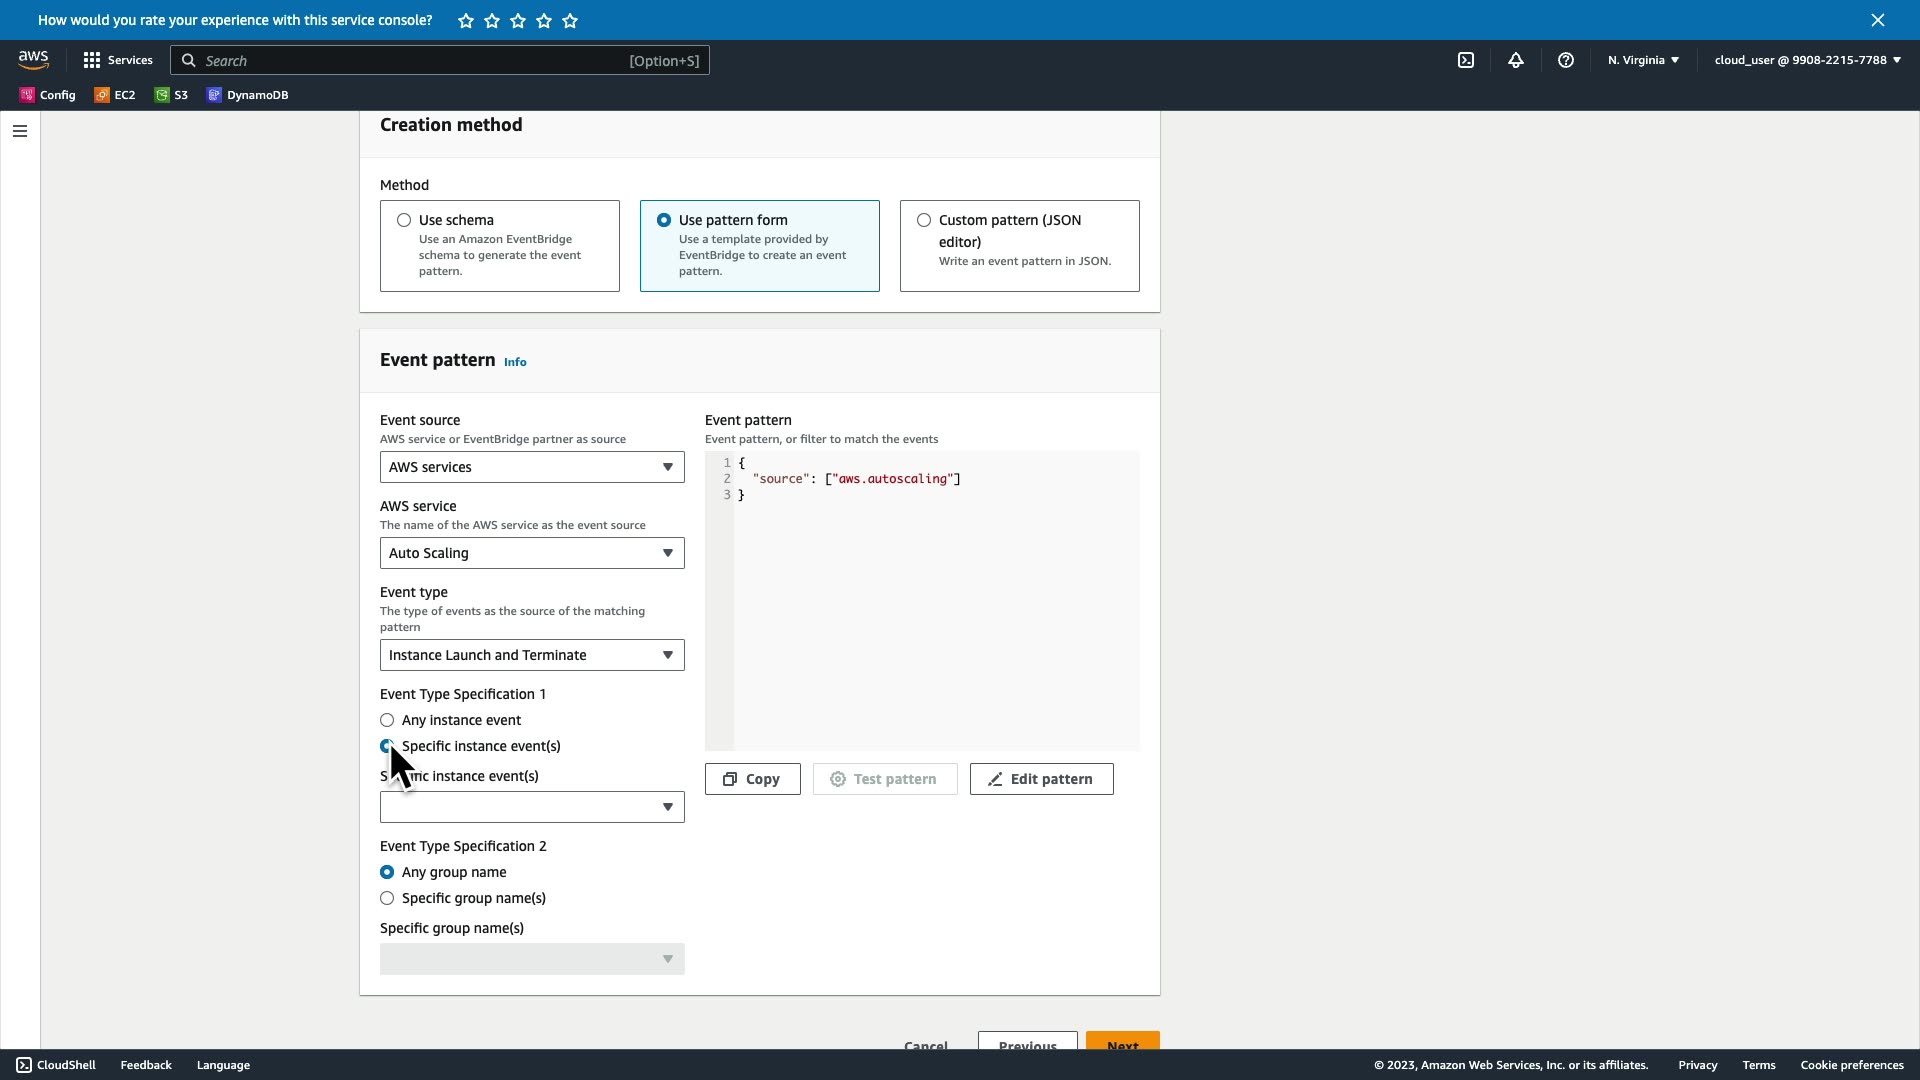 How would you rate your experience with this service console?
aws
Services
Search
[Option+S]
N. Virginia
cloud_user @ 9908-2215-7788
Config
EC2
S3
DynamoDB
Creation method
Method
Use schema
Use an Amazon EventBridge
schema to generate the event
pattern.
Use pattern form
Use a template provided by
EventBridge to create an event
pattern.
Custom pattern (JSON
editor)
Write an event pattern in JSON.
Event pattern Info
Event source
AWS service or EventBridge partner as source
AWS services
AWS service
The name of the AWS service as the event source
Auto Scaling
Event type
The type of events as the source of the matching
pattern
Instance Launch and Terminate
Event Type Specification 1
Any instance event
Specific instance event(s)
instance event(s)
Event Type Specification 2
Any group name
Specific group name(s)
Specific group name(s)
Event pattern
Event pattern, or filter to match the events
1 {
2 "source": ["aws.autoscaling"]
3 }
Copy
Test pattern
Edit pattern
Cancel
Previous
Next
CloudShell
Feedback
Language
© 2023, Amazon Web Services, Inc. or its affiliates.
Privacy
Terms
Cookie preferences